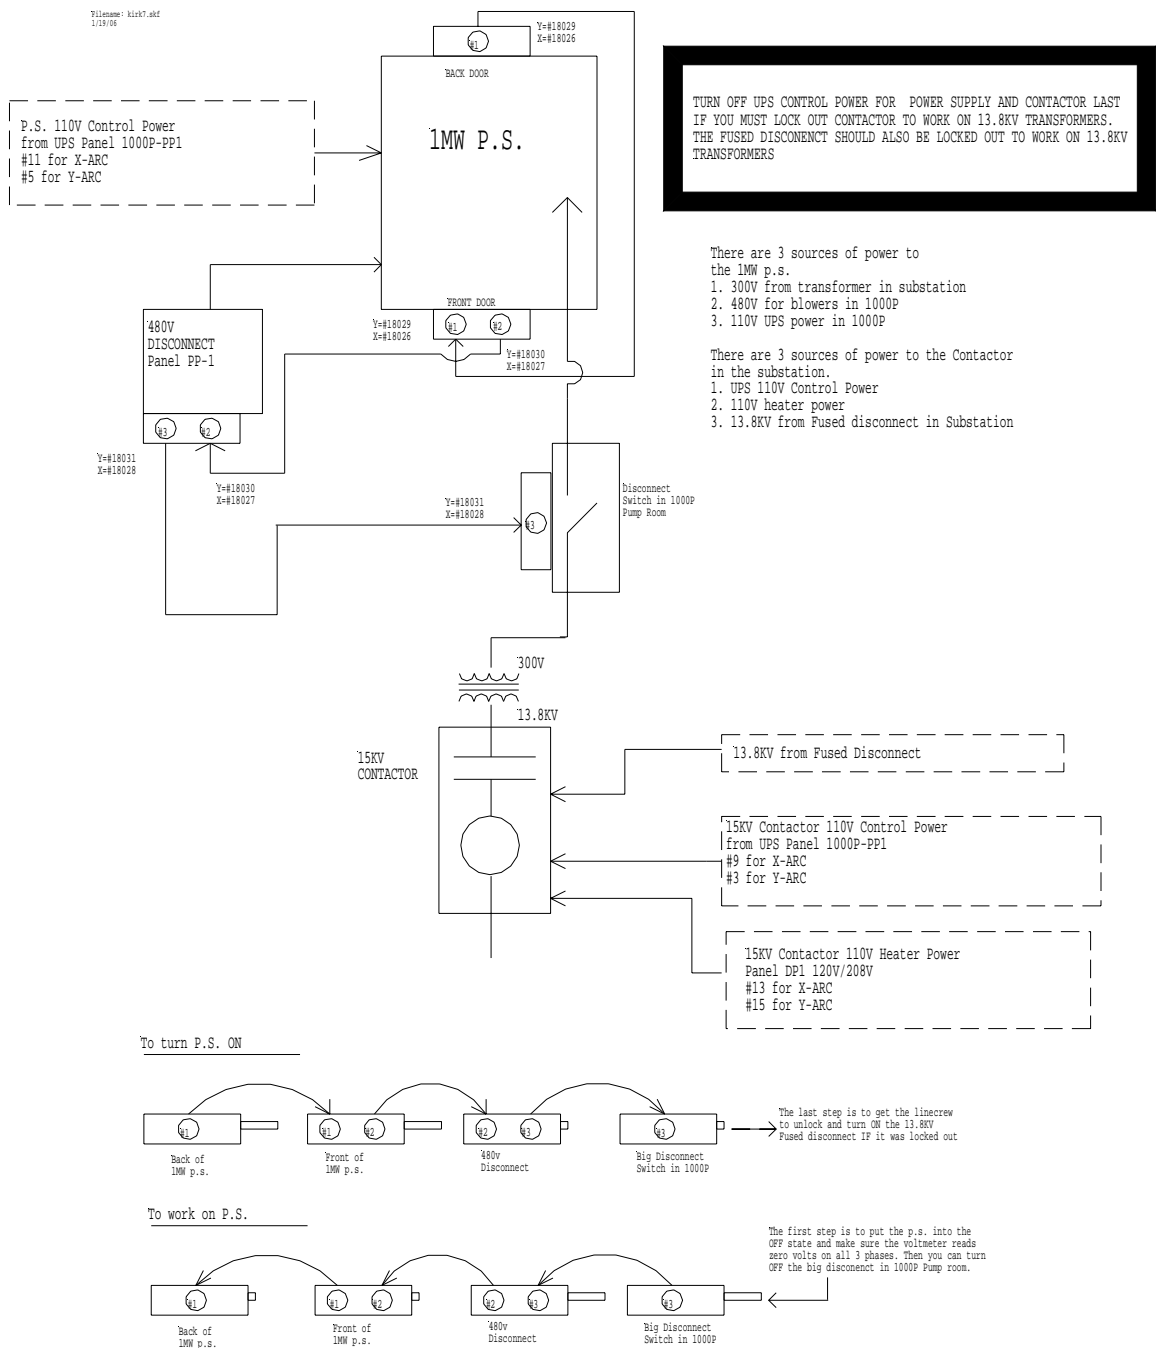 Filename: kirk7.skf
1/19/06
Y=#18029
X=#18026
#1
BACK DOOR
1MW P.S.
P.S. 110V Control Power
from UPS Panel 1000P-PP1
#11 for X-ARC
#5 for Y-ARC
TURN OFF UPS CONTROL POWER FOR POWER SUPPLY AND CONTACTOR LAST
IF YOU MUST LOCK OUT CONTACTOR TO WORK ON 13.8KV TRANSFORMERS.
THE FUSED DISCONENCT SHOULD ALSO BE LOCKED OUT TO WORK ON 13.8KV
TRANSFORMERS
There are 3 sources of power to
the 1MW p.s.
1. 300V from transformer in substation
2. 480V for blowers in 1000P
3. 110V UPS power in 1000P
There are 3 sources of power to the Contactor
in the substation.
1. UPS 110V Control Power
2. 110V heater power
3. 13.8KV from Fused disconnect in Substation
FRONT DOOR
#1
#2
Y=#18029
X=#18026
Y=#18030
X=#18027
480V
DISCONNECT
Panel PP-1
#3
#2
Y=#18031
X=#18028
Y=#18030
X=#18027
Y=#18031
X=#18028
#3
Disconnect
Switch in 1000P
Pump Room
300V
13.8KV
15KV
CONTACTOR
13.8KV from Fused Disconnect
15KV Contactor 110V Control Power
from UPS Panel 1000P-PP1
#9 for X-ARC
#3 for Y-ARC
15KV Contactor 110V Heater Power
Panel DP1 120V/208V
#13 for X-ARC
#15 for Y-ARC
To turn P.S. ON
#1
#1
#2
#2
#3
#3
Back of
1MW p.s.
Front of
1MW p.s.
480v
Disconnect
Big Disconnect
Switch in 1000P
The last step is to get the linecrew
to unlock and turn ON the 13.8KV
Fused disconnect IF it was locked out
To work on P.S.
The first step is to put the p.s. into the
OFF state and make sure the voltmeter reads
zero volts on all 3 phases. Then you can turn
OFF the big disconenct in 1000P Pump room.
#1
#1
#2
#2
#3
#3
Back of
1MW p.s.
Front of
1MW p.s.
480v
Disconnect
Big Disconnect
Switch in 1000P